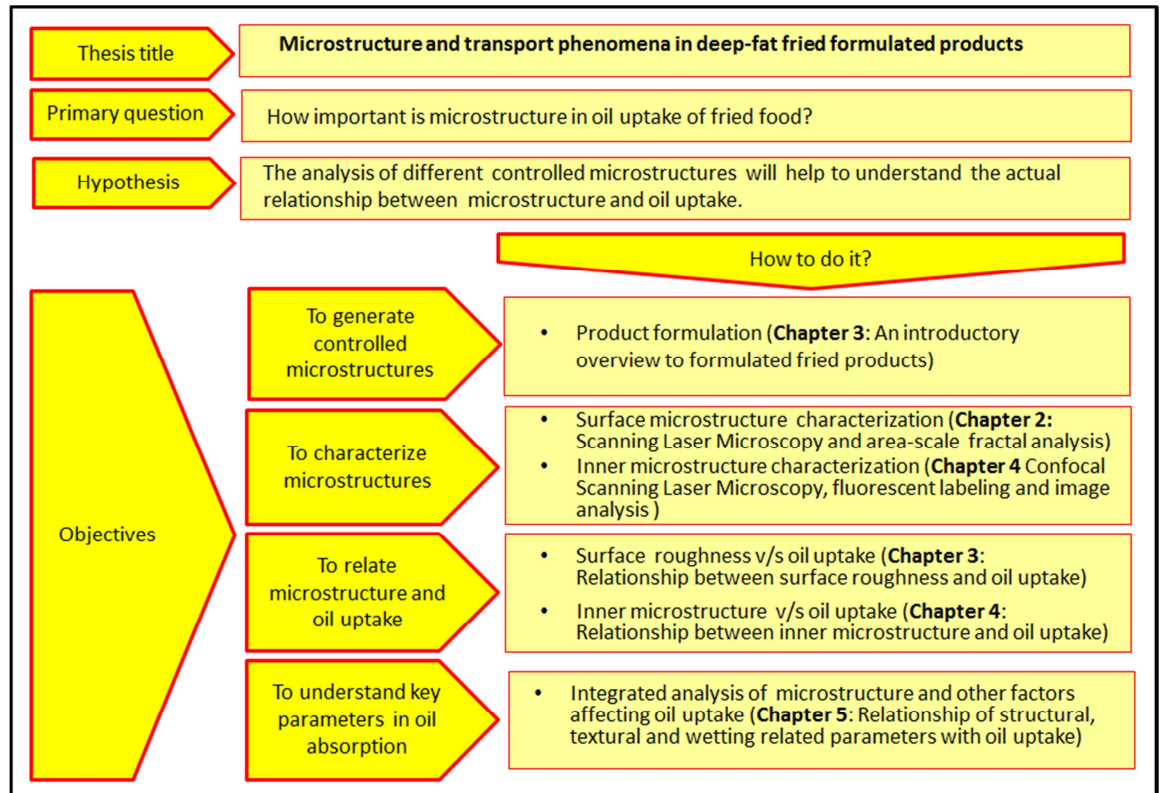 Thesis title
Microstructure and transport phenomena in deep-fat fried formulated products
Primary question
How important is microstructure in oil uptake of fried food?
Hypothesis
The analysis of different controlled microstructures will help to understand the actual
relationship between microstructure and oil uptake.
How to do it?
Objectives
To generate
controlled
microstructures
• Product formulation (Chapter 3: An introductory
overview to formulated fried products)
To characterize
microstructures
• Surface microstructure characterization (Chapter 2:
Scanning Laser Microscopy and area-scale fractal analysis)
• Inner microstructure characterization (Chapter 4 Confocal
Scanning Laser Microscopy, fluorescent labeling and image
analysis )
To relate
microstructure and
oil uptake
• Surface roughness v/s oil uptake (Chapter 3:
Relationship between surface roughness and oil uptake)
• Inner microstructure v/s oil uptake (Chapter 4:
Relationship between inner microstructure and oil uptake)
To understand key
parameters in oil
absorption
• Integrated analysis of microstructure and other factors
affecting oil uptake (Chapter 5: Relationship of structural,
textural and wetting related parameters with oil uptake)